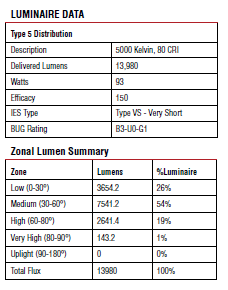 LUMINAIRE DATA
Type 5 Distribution
Description 5000 Kelvin, 80 CRI
Delivered Lumens 13,980
Watts 93
Efficacy 150
IES Type Type VS - Very Short
BUG Rating B3-U0-G1
Zonal Lumen Summary
Zone Lumens %Luminaire
Low (0-30°) 3654.2 26%
Medium (30-60°) 7541.2 54%
High (60-80°) 2641.4 19%
Very High (80-90°) 143.2 1%
Uplight (90-180°) 0 0%
Total Flux 13980 100%